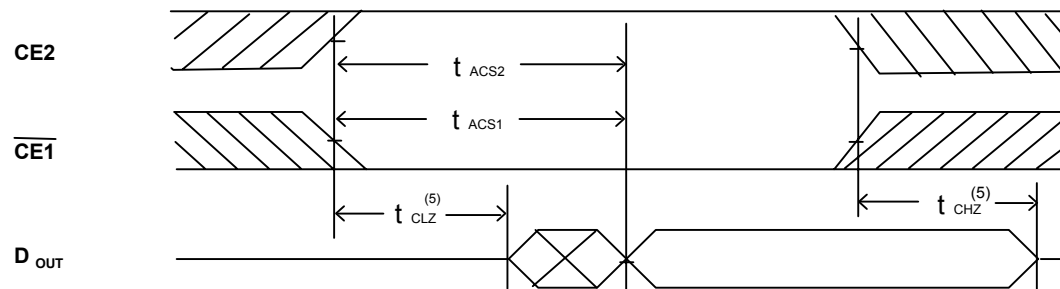 CE2
t ACS2
t ACS1
CE1
t CLZ (5)
t CHZ (5)
D OUT